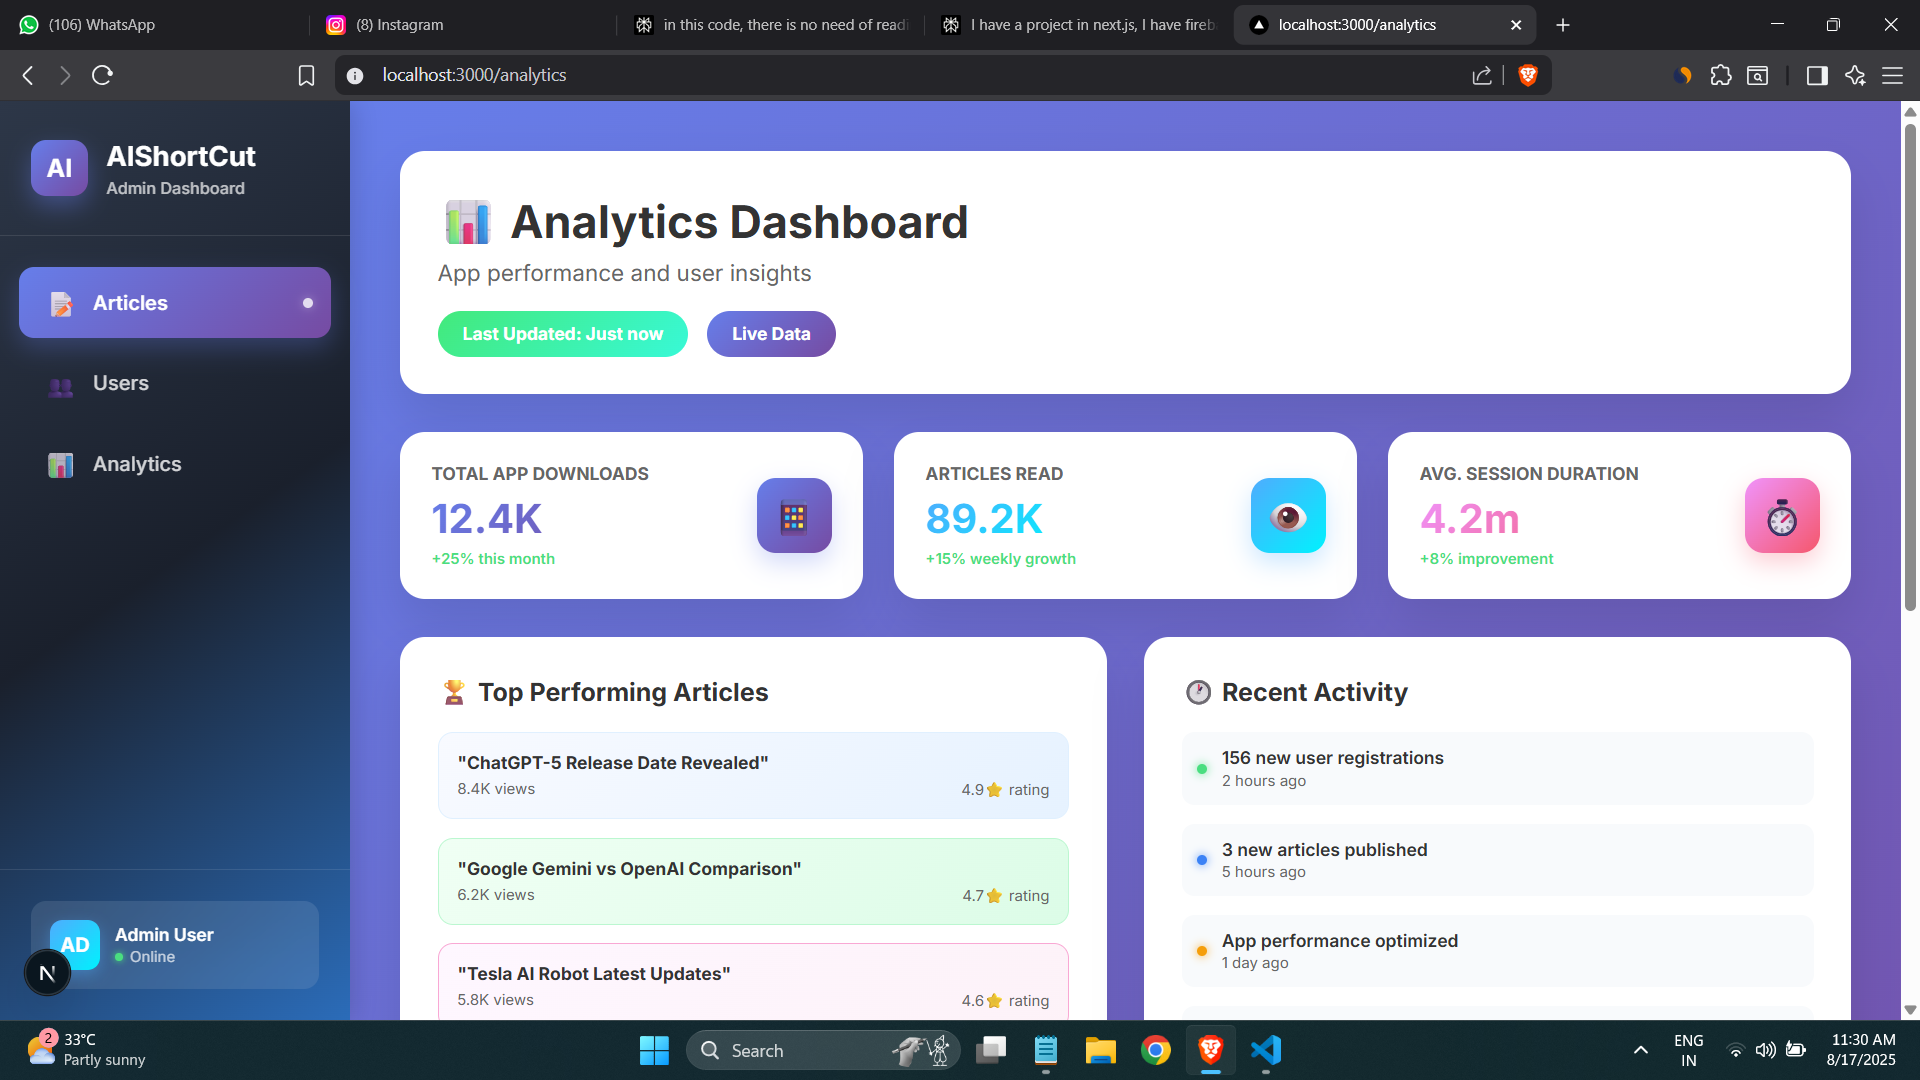 (106) WhatsApp
(8) Instagram
in this code, there is no need of readi
I have a project in next.js, I have fireb
localhost:3000/analytics
localhost:3000/analytics
AI
AIShortCut
Admin Dashboard
Articles
Users
Analytics
Analytics Dashboard
App performance and user insights
Last Updated: Just now
Live Data
TOTAL APP DOWNLOADS
12.4K
+25% this month
ARTICLES READ
89.2K
+15% weekly growth
AVG. SESSION DURATION
4.2m
+8% improvement
Top Performing Articles
"ChatGPT-5 Release Date Revealed"
8.4K views
4.9⭐ rating
"Google Gemini vs OpenAI Comparison"
6.2K views
4.7⭐ rating
"Tesla AI Robot Latest Updates"
5.8K views
4.6⭐ rating
Recent Activity
156 new user registrations
2 hours ago
3 new articles published
5 hours ago
App performance optimized
1 day ago
AD
Admin User
Online
N
2
33°C
Partly sunny
Search
ENG
IN
11:30 AM
8/17/2025